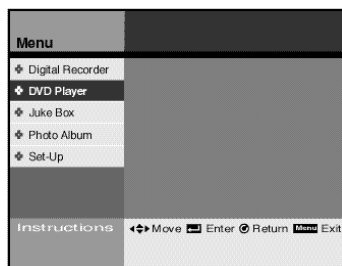 Menu
Digital Recorder
DVD Player
Juke Box
Photo Album
Set-Up
Instructions Move Enter Return Menu Exit